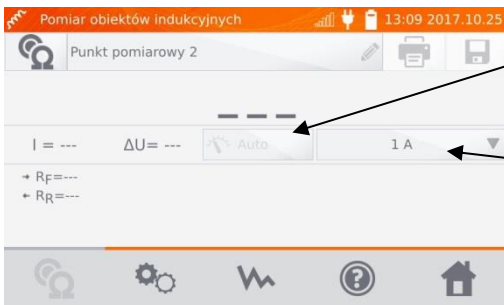 Pomiar obiektów indukcyjnych 13:09 2017.10.25
Punkt pomiarowy 2
---
I = --- ΔU= --- Auto 1 A
→ RF=---
← RR=---